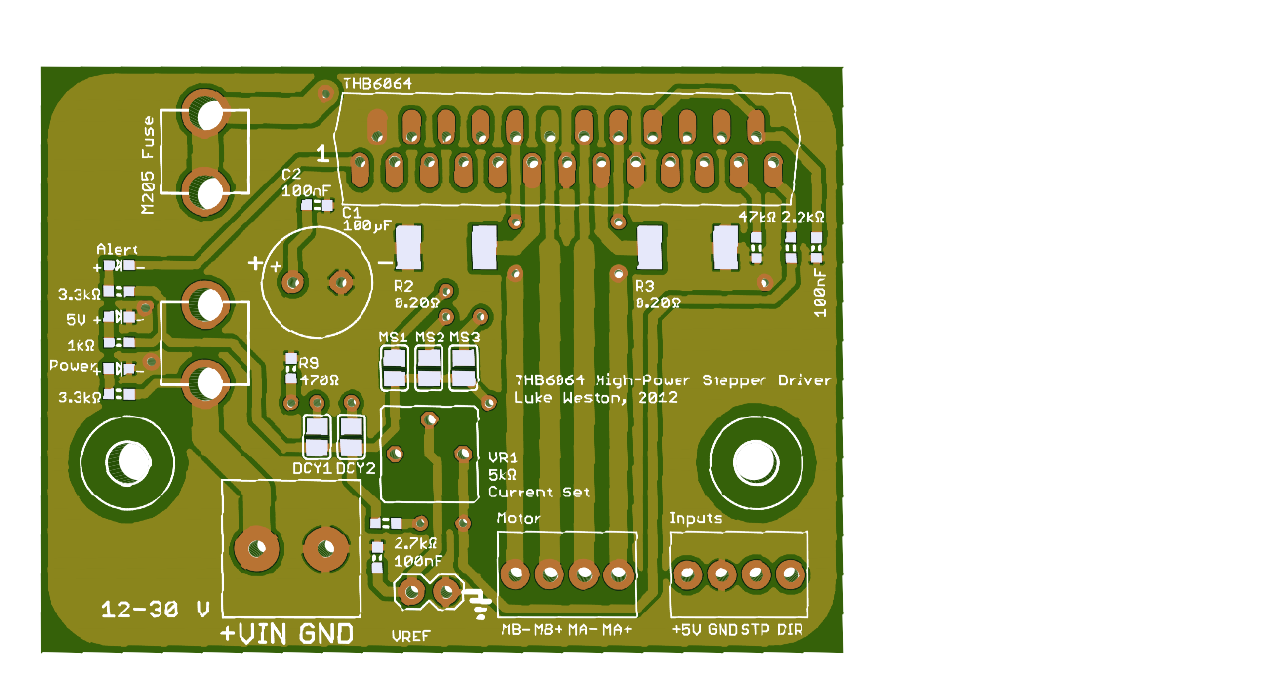 THB6064
M205 Fuse
1
C2
100nF
C1
100µF
47kΩ 2.2kΩ
Alert
+ -
+ + -
R2
0.20Ω
R3
0.20Ω
100nF
3.3kΩ
5V + -
1kΩ
MS1 MS2 MS3
Power + -
R9
470Ω
3.3kΩ
THB6064 High-Power Stepper Driver
Luke Weston, 2012
DCY1 DCY2
VR1
5kΩ
Current Set
Motor
Inputs
2.7kΩ
100nF
12-30 V
+VIN GND
VREF
MB- MB+ MA- MA+
+5V GND STP DIR